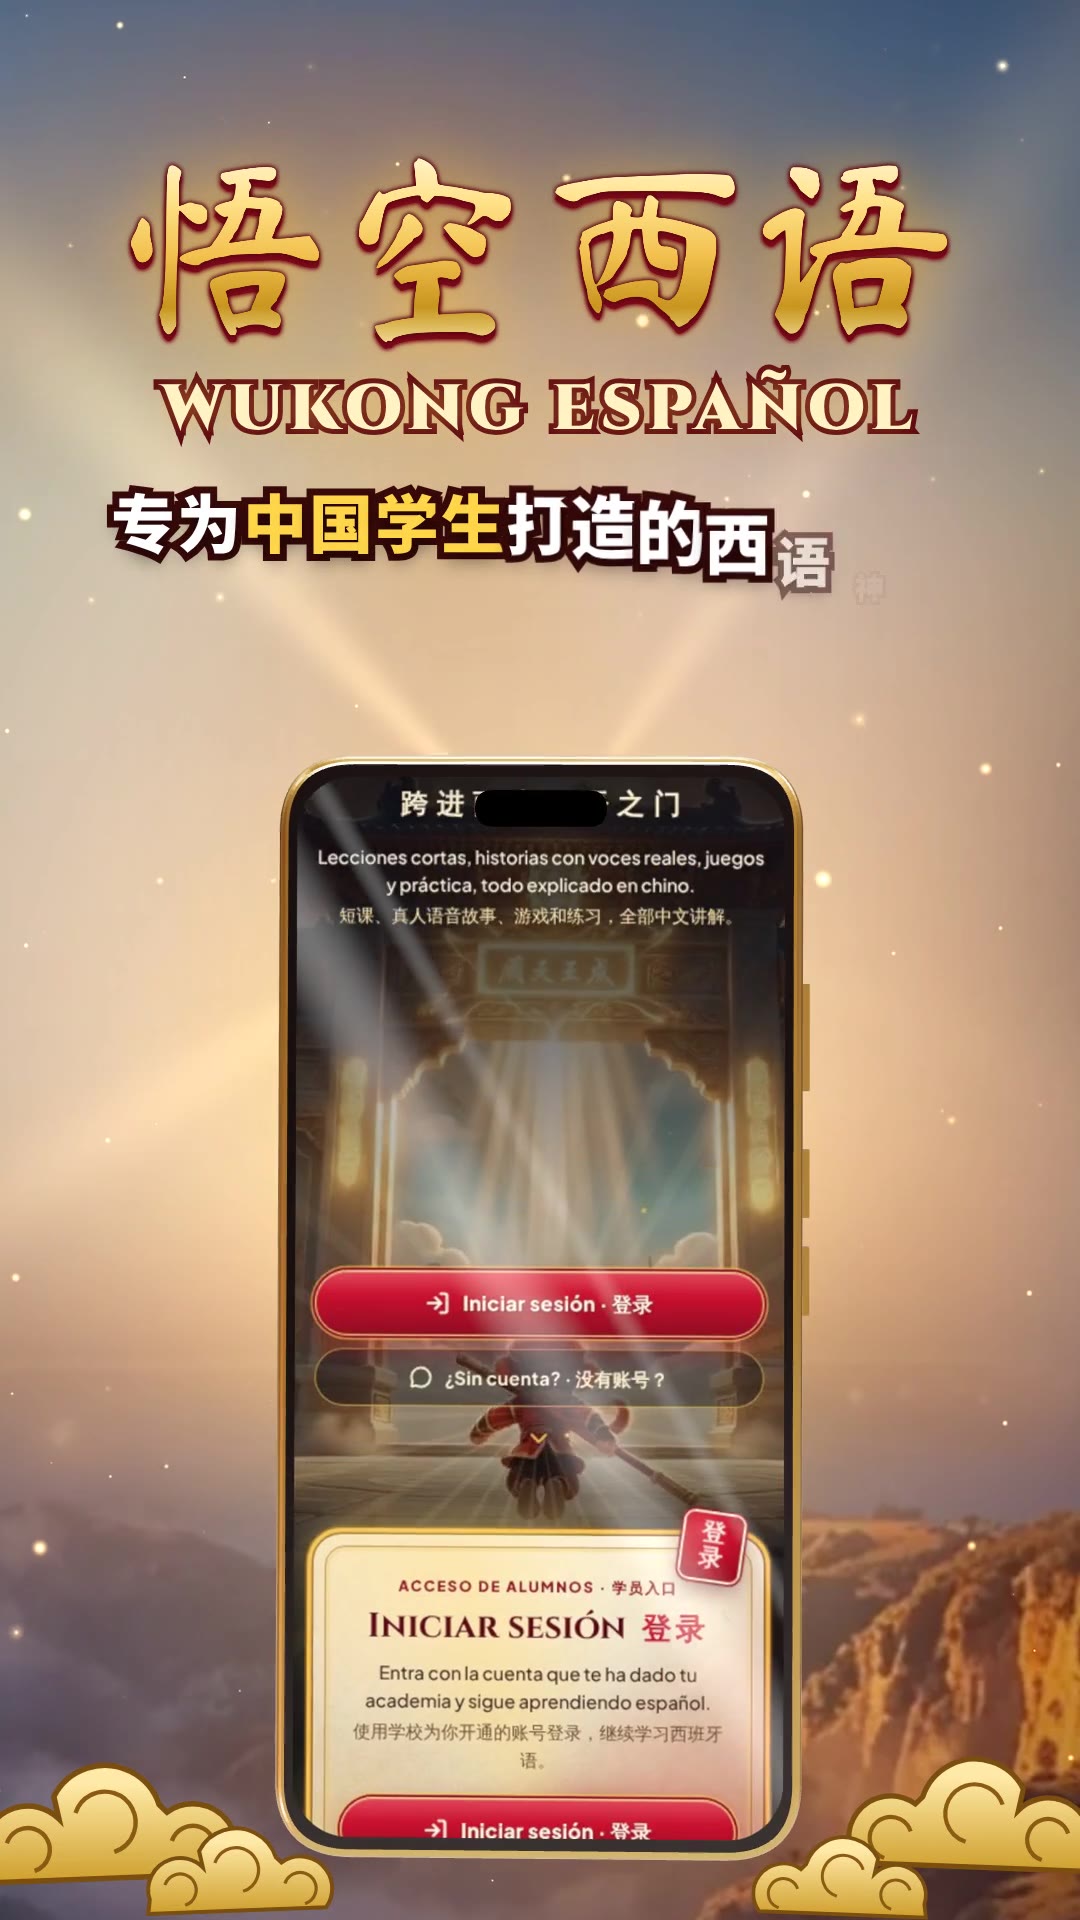 悟空西语
WUKONG ESPAÑOL
专为中国学生打造的西语神
跨进 之门
Lecciones cortas, historias con voces reales, juegos
y práctica, todo explicado en chino.
短课、真人语音故事、游戏和练习，全部中文讲解。
Iniciar sesión · 登录
¿Sin cuenta? · 没有账号？
登录
ACCESO DE ALUMNOS · 学员入口
INICIAR SESIÓN 登录
Entra con la cuenta que te ha dado tu
academia y sigue aprendiendo español.
使用学校为你开通的账号登录，继续学习西班牙
语。
Iniciar sesión · 登录